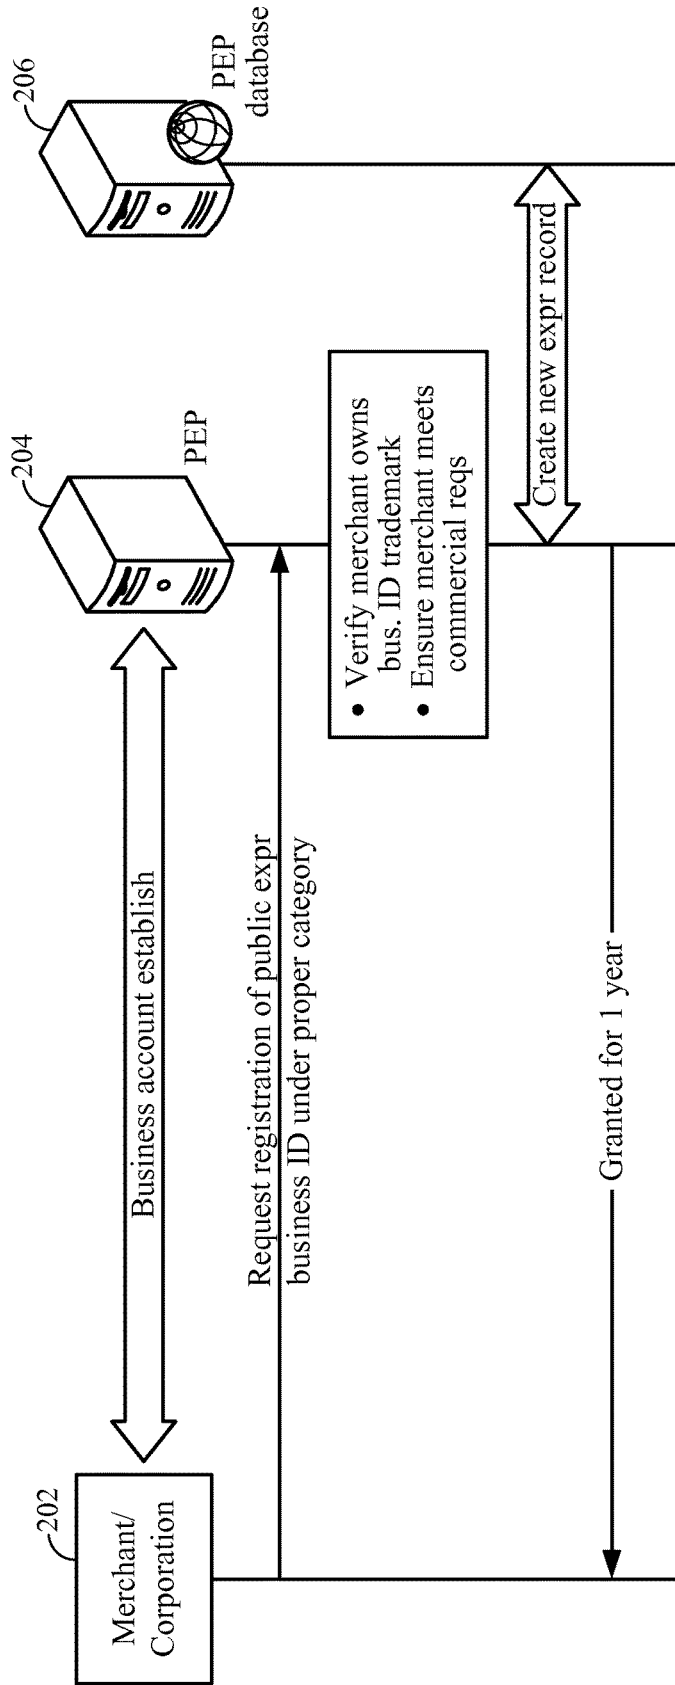 202
Merchant/
Corporation
204
PEP
206
PEP
database
Business account establish
Request registration of public expr
business ID under proper category
• Verify merchant owns
bus. ID trademark
• Ensure merchant meets
commercial reqs
Create new expr record
Granted for 1 year